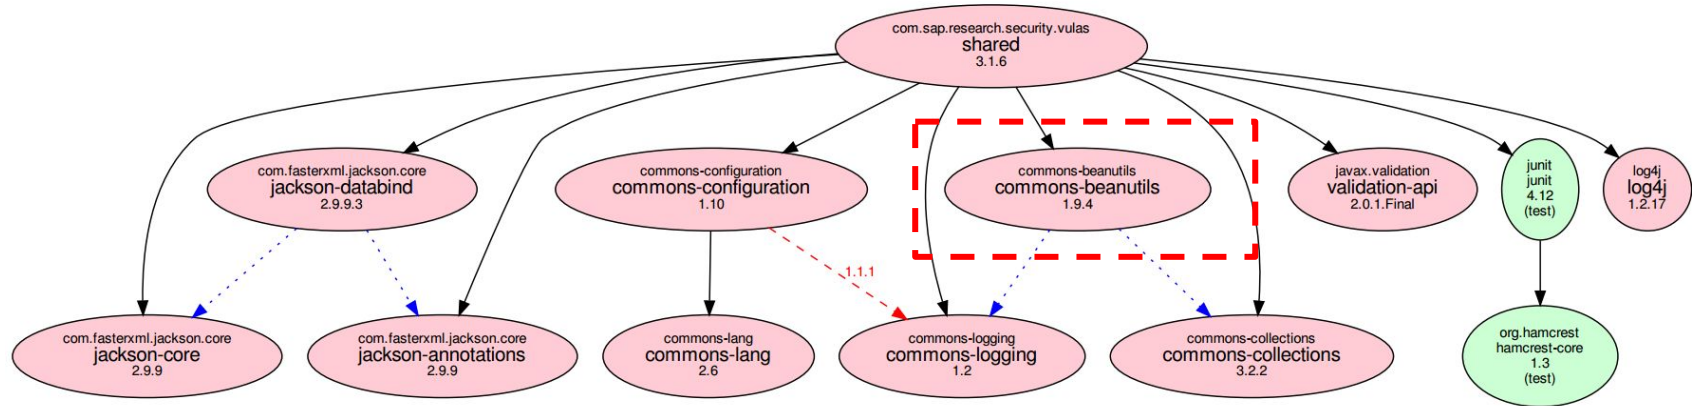 com.sap.research.security.vulas
shared
3.1.6
com.fasterxml.jackson.core
jackson-databind
2.9.9.3
commons-configuration
commons-configuration
1.10
commons-beanutils
commons-beanutils
1.9.4
javax.validation
validation-api
2.0.1.Final
junit
junit
4.12
(test)
log4j
log4j
1.2.17
1.1.1
com.fasterxml.jackson.core
jackson-core
2.9.9
com.fasterxml.jackson.core
jackson-annotations
2.9.9
commons-lang
commons-lang
2.6
commons-logging
commons-logging
1.2
commons-collections
commons-collections
3.2.2
org.hamcrest
hamcrest-core
1.3
(test)